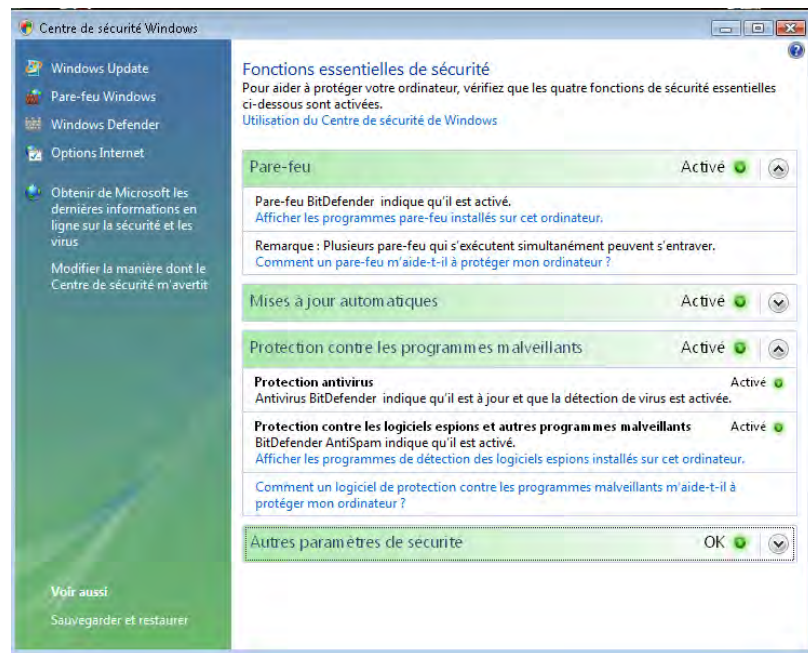 Centre de sécurité Windows
Windows Update
Pare-feu Windows
Windows Defender
Options Internet
Obtenir de Microsoft les
dernières informations en
ligne sur la sécurité et les
virus
Modifier la manière dont le
Centre de sécurité m'avertit
Voir aussi
Sauvegarder et restaurer
Fonctions essentielles de sécurité
Pour aider à protéger votre ordinateur, vérifiez que les quatre fonctions de sécurité essentielles
ci-dessous sont activées.
Utilisation du Centre de sécurité de Windows
Pare-feu Activé
Pare-feu BitDefender indique qu'il est activé.
Afficher les programmes pare-feu installés sur cet ordinateur.
Remarque : Plusieurs pare-feu qui s'exécutent simultanément peuvent s'entraver.
Comment un pare-feu m'aide-t-il à protéger mon ordinateur ?
Mises à jour automatiques Activé
Protection contre les programmes malveillants Activé
Protection antivirus Activé
Antivirus BitDefender indique qu'il est à jour et que la détection de virus est activée.
Protection contre les logiciels espions et autres programmes malveillants Activé
BitDefender AntiSpam indique qu'il est activé.
Afficher les programmes de détection des logiciels espions installés sur cet ordinateur.
Comment un logiciel de protection contre les programmes malveillants m'aide-t-il à
protéger mon ordinateur ?
Autres paramètres de sécurité OK